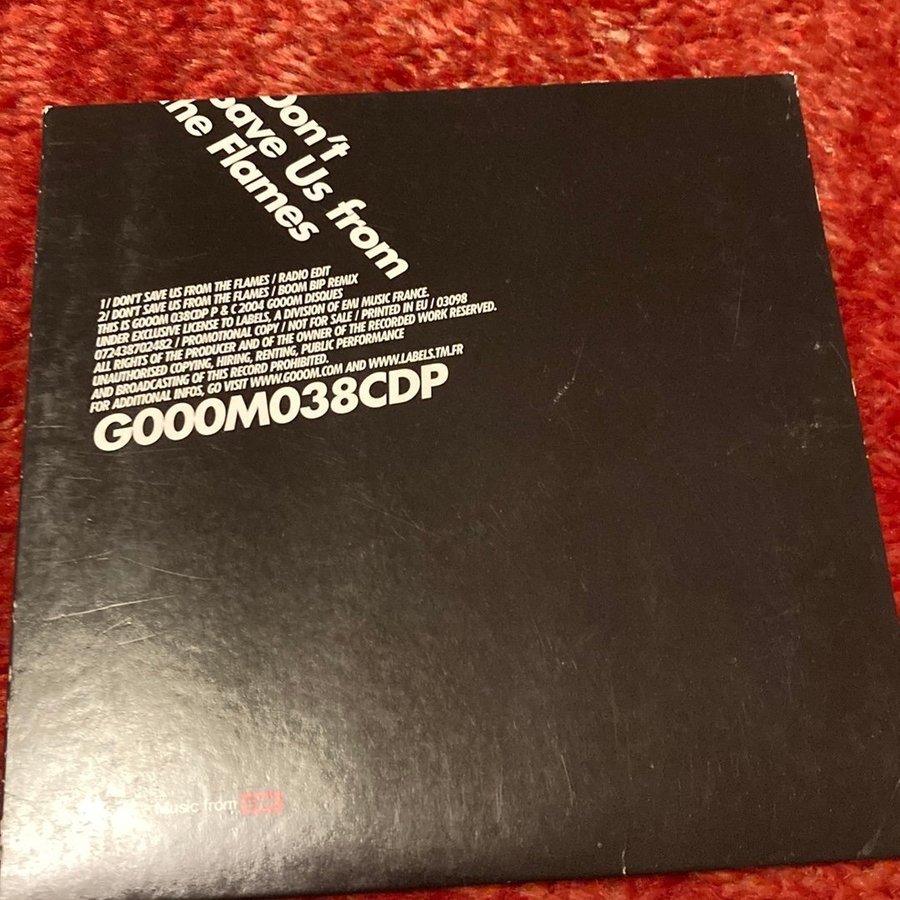 Don't
Save Us from
the Flames
1/ DON'T SAVE US FROM THE FLAMES / RADIO EDIT
2/ DON'T SAVE US FROM THE FLAMES / BOOM BIP REMIX
THIS IS GOOOM 038CDP P & C 2004 GOOOM DISQUES
UNDER EXCLUSIVE LICENSE TO LABELS, A DIVISION OF EMI MUSIC FRANCE.
072438702482 / PROMOTIONAL COPY / NOT FOR SALE / PRINTED IN EU / 03098
ALL RIGHTS OF THE PRODUCER AND OF THE OWNER OF THE RECORDED WORK RESERVED.
UNAUTHORISED COPYING, HIRING, RENTING, PUBLIC PERFORMANCE
AND BROADCASTING OF THIS RECORD PROHIBITED.
FOR ADDITIONAL INFOS, GO VISIT WWW.GOOOM.COM AND WWW.LABELS.TM.FR
GOOOM038CDP
Music from